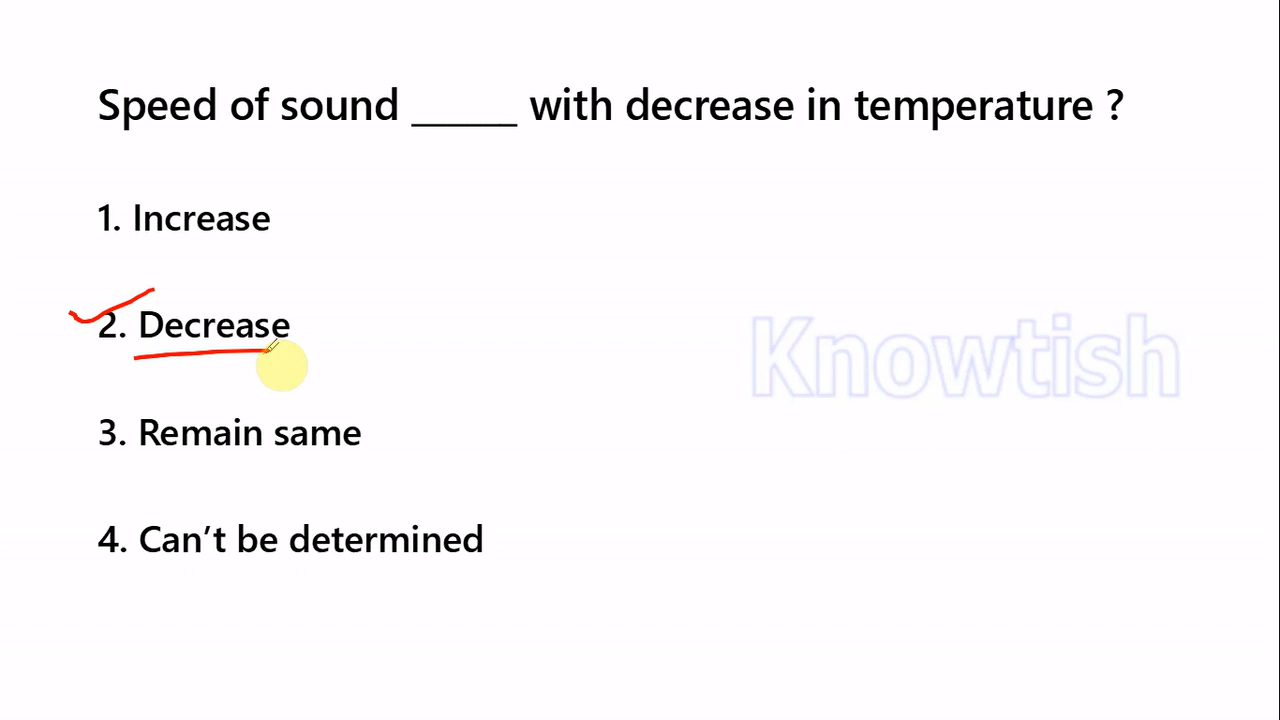 Speed of sound ______ with decrease in temperature ?
1. Increase
2. Decrease
Knowtish
3. Remain same
4. Can’t be determined